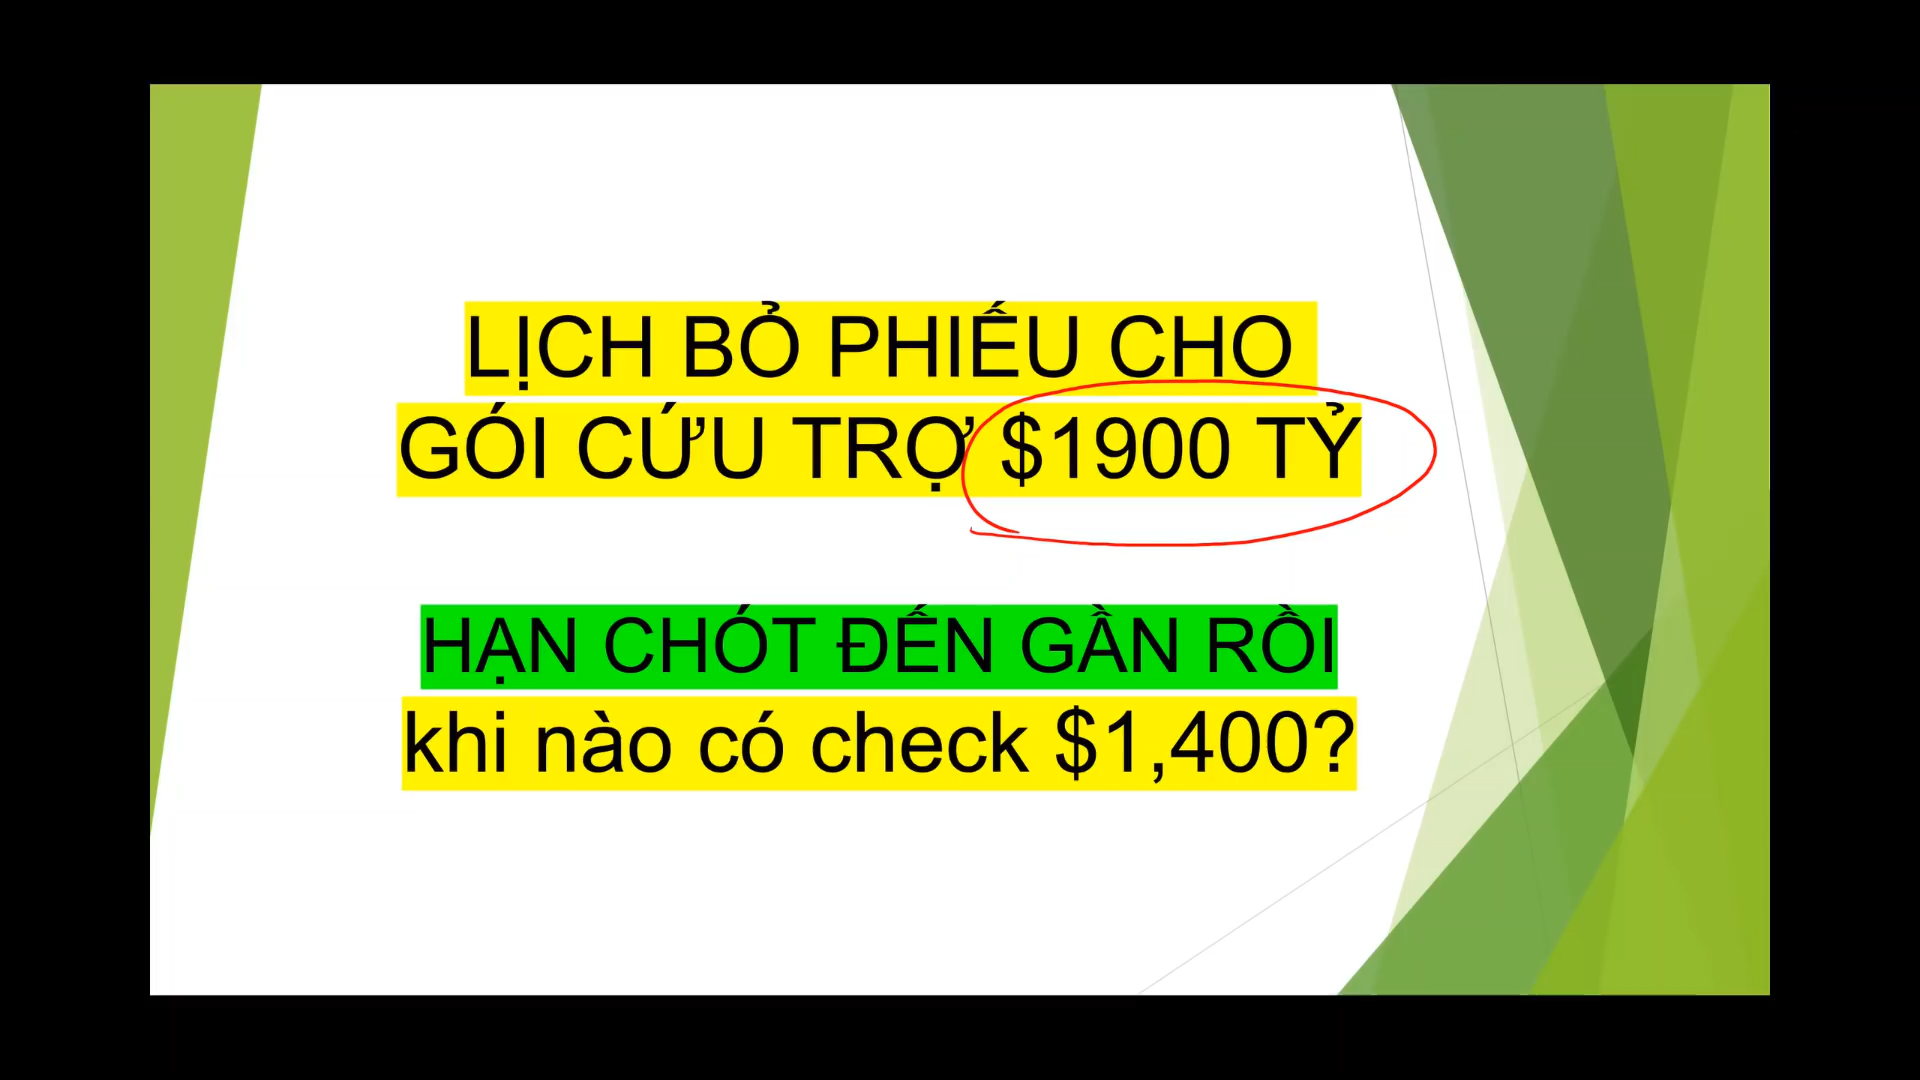 LỊCH BỎ PHIẾU CHO
GÓI CỨU TRỢ $1900 TỶ
HẠN CHÓT ĐẾN GẦN RỒI
khi nào có check $1,400?